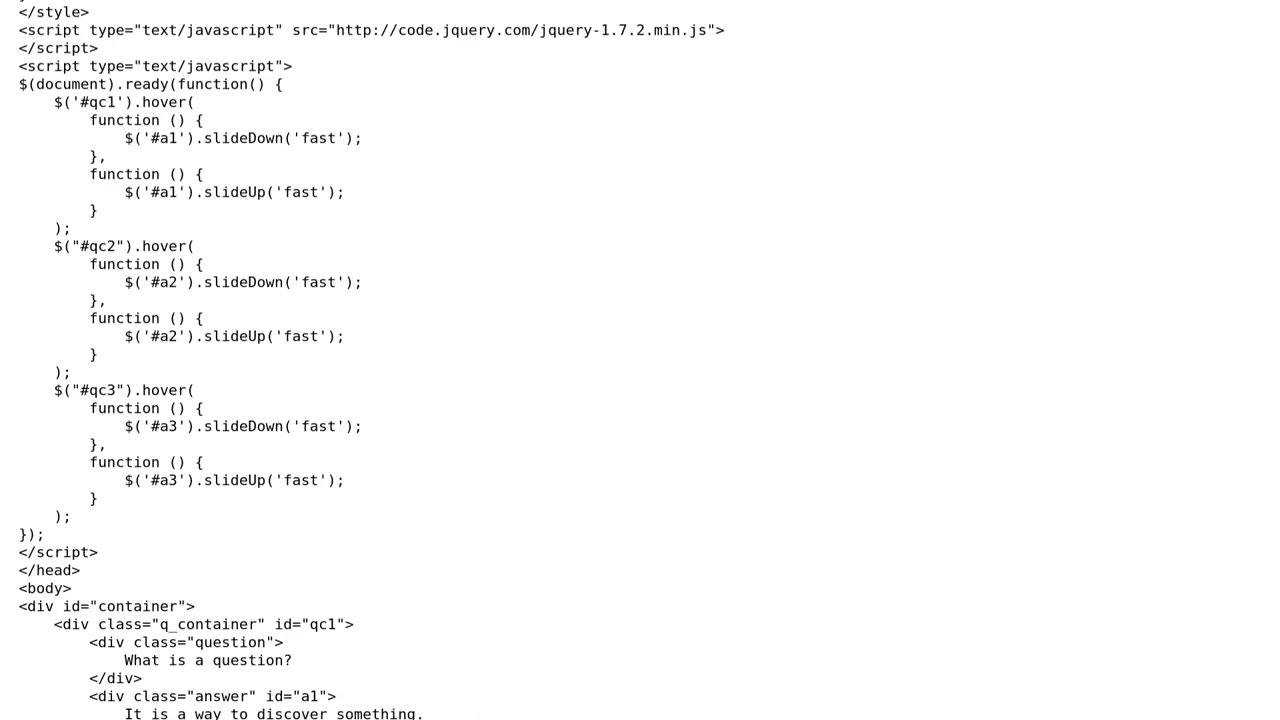 </style>
<script type="text/javascript" src="http://code.jquery.com/jquery-1.7.2.min.js">
</script>
<script type="text/javascript">
$(document).ready(function() {
    $('#qc1').hover(
        function () {
            $('#a1').slideDown('fast');
        },
        function () {
            $('#a1').slideUp('fast');
        }
    );
    $("#qc2").hover(
        function () {
            $('#a2').slideDown('fast');
        },
        function () {
            $('#a2').slideUp('fast');
        }
    );
    $("#qc3").hover(
        function () {
            $('#a3').slideDown('fast');
        },
        function () {
            $('#a3').slideUp('fast');
        }
    );
});
</script>
</head>
<body>
<div id="container">
    <div class="q_container" id="qc1">
        <div class="question">
            What is a question?
        </div>
        <div class="answer" id="a1">
            It is a way to discover something.